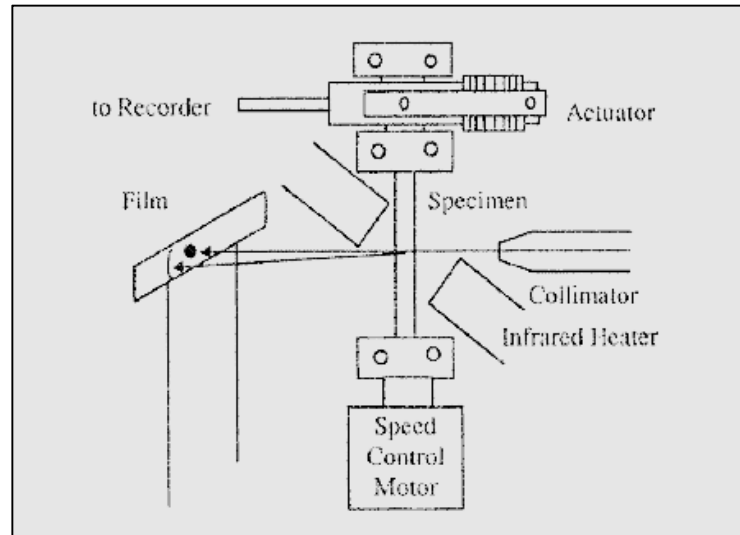 to Recorder
Actuator
Film
Specimen
Collimator
Infrared Heater
Speed
Control
Motor